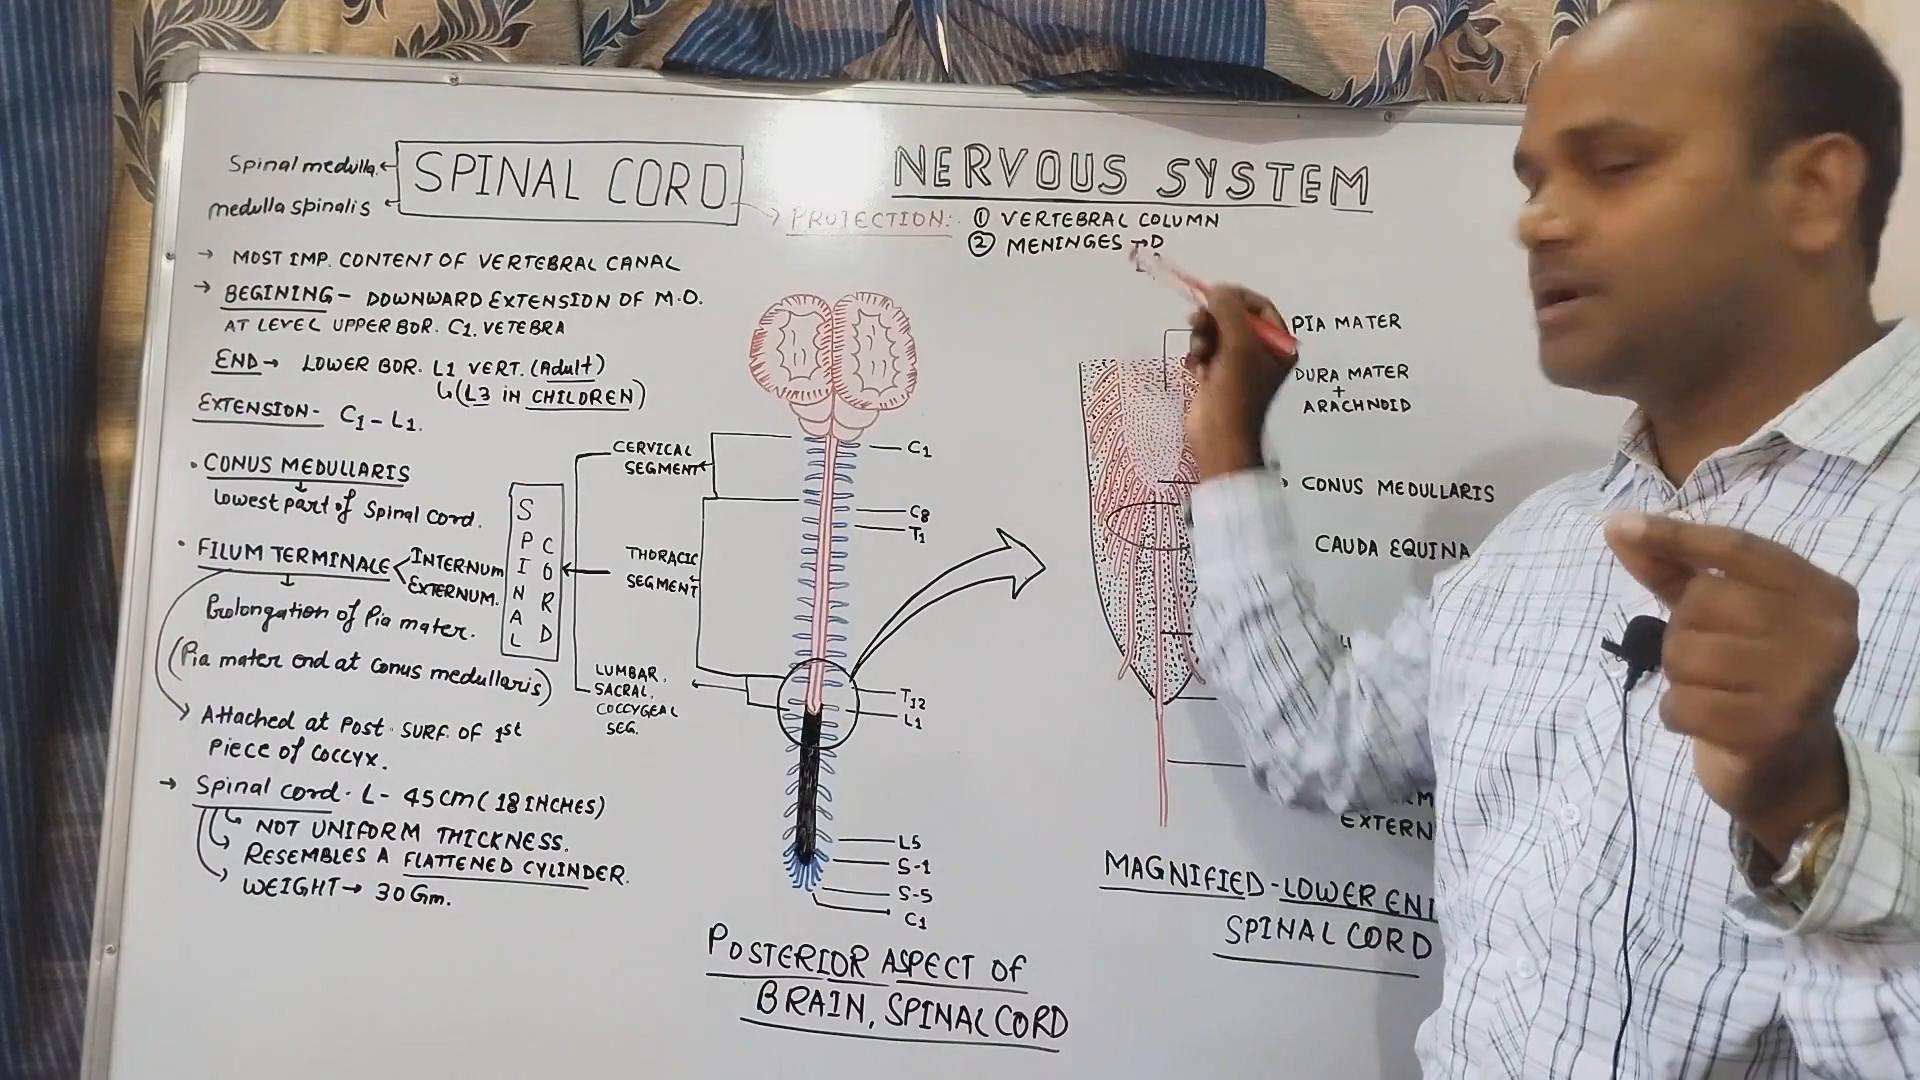 Spinal medulla.
medulla spinalis
SPINAL CORD
NERVOUS SYSTEM
PROTECTION:- ① VERTEBRAL COLUMN
② MENINGES → D
→ MOST IMP. CONTENT OF VERTEBRAL CANAL
→ BEGINING - DOWNWARD EXTENSION OF M.O.
AT LEVEL UPPER BOR. C1. VETEBRA
END → LOWER BOR. L1 VERT. (Adult)
(L3 IN CHILDREN)
EXTENSION- C1 - L1.
• CONUS MEDULLARIS
Lowest part of Spinal Cord.
• FILUM TERMINALE < INTERNUM
EXTERNUM.
Prolongation of Pia mater.
(Pia mater end at Conus medullaris)
Attached at Post. SURF. OF 1st
Piece of Coccyx.
→ Spinal cord. L- 45 cm (18 INCHES)
NOT UNIFORM THICKNESS.
RESEMBLES A FLATTENED CYLINDER.
WEIGHT → 30 Gm.
SPINAL
CORD
CERVICAL
SEGMENT
THORACIC
SEGMENT
LUMBAR,
SACRAL,
COCCYGEAL
SEG.
C1
C8
T1
T12
L1
L5
S-1
S-5
C1
POSTERIOR ASPECT OF
BRAIN, SPINAL CORD
PIA MATER
DURA MATER
+
ARACHNOID
CONUS MEDULLARIS
CAUDA EQUINA
EXTERN
MAGNIFIED - LOWER EN
SPINAL CORD